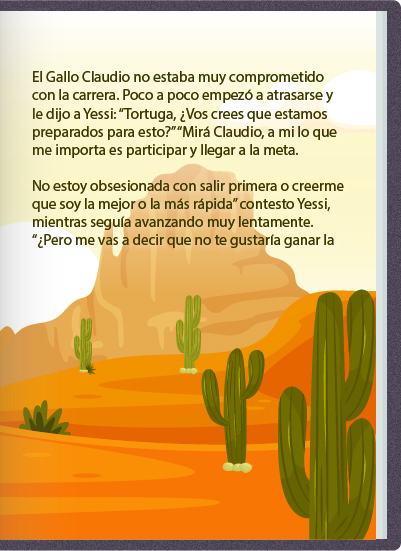 El Gallo Claudio no estaba muy comprometido
con la carrera. Poco a poco empezó a atrasarse y
le dijo a Yessi: “Tortuga, ¿Vos crees que estamos
preparados para esto?” “Mirá Claudio, a mi lo que
me importa es participar y llegar a la meta.
No estoy obsesionada con salir primera o creerme
que soy la mejor o la más rápida” contesto Yessi,
mientras seguía avanzando muy lentamente.
“¿Pero me vas a decir que no te gustaría ganar la